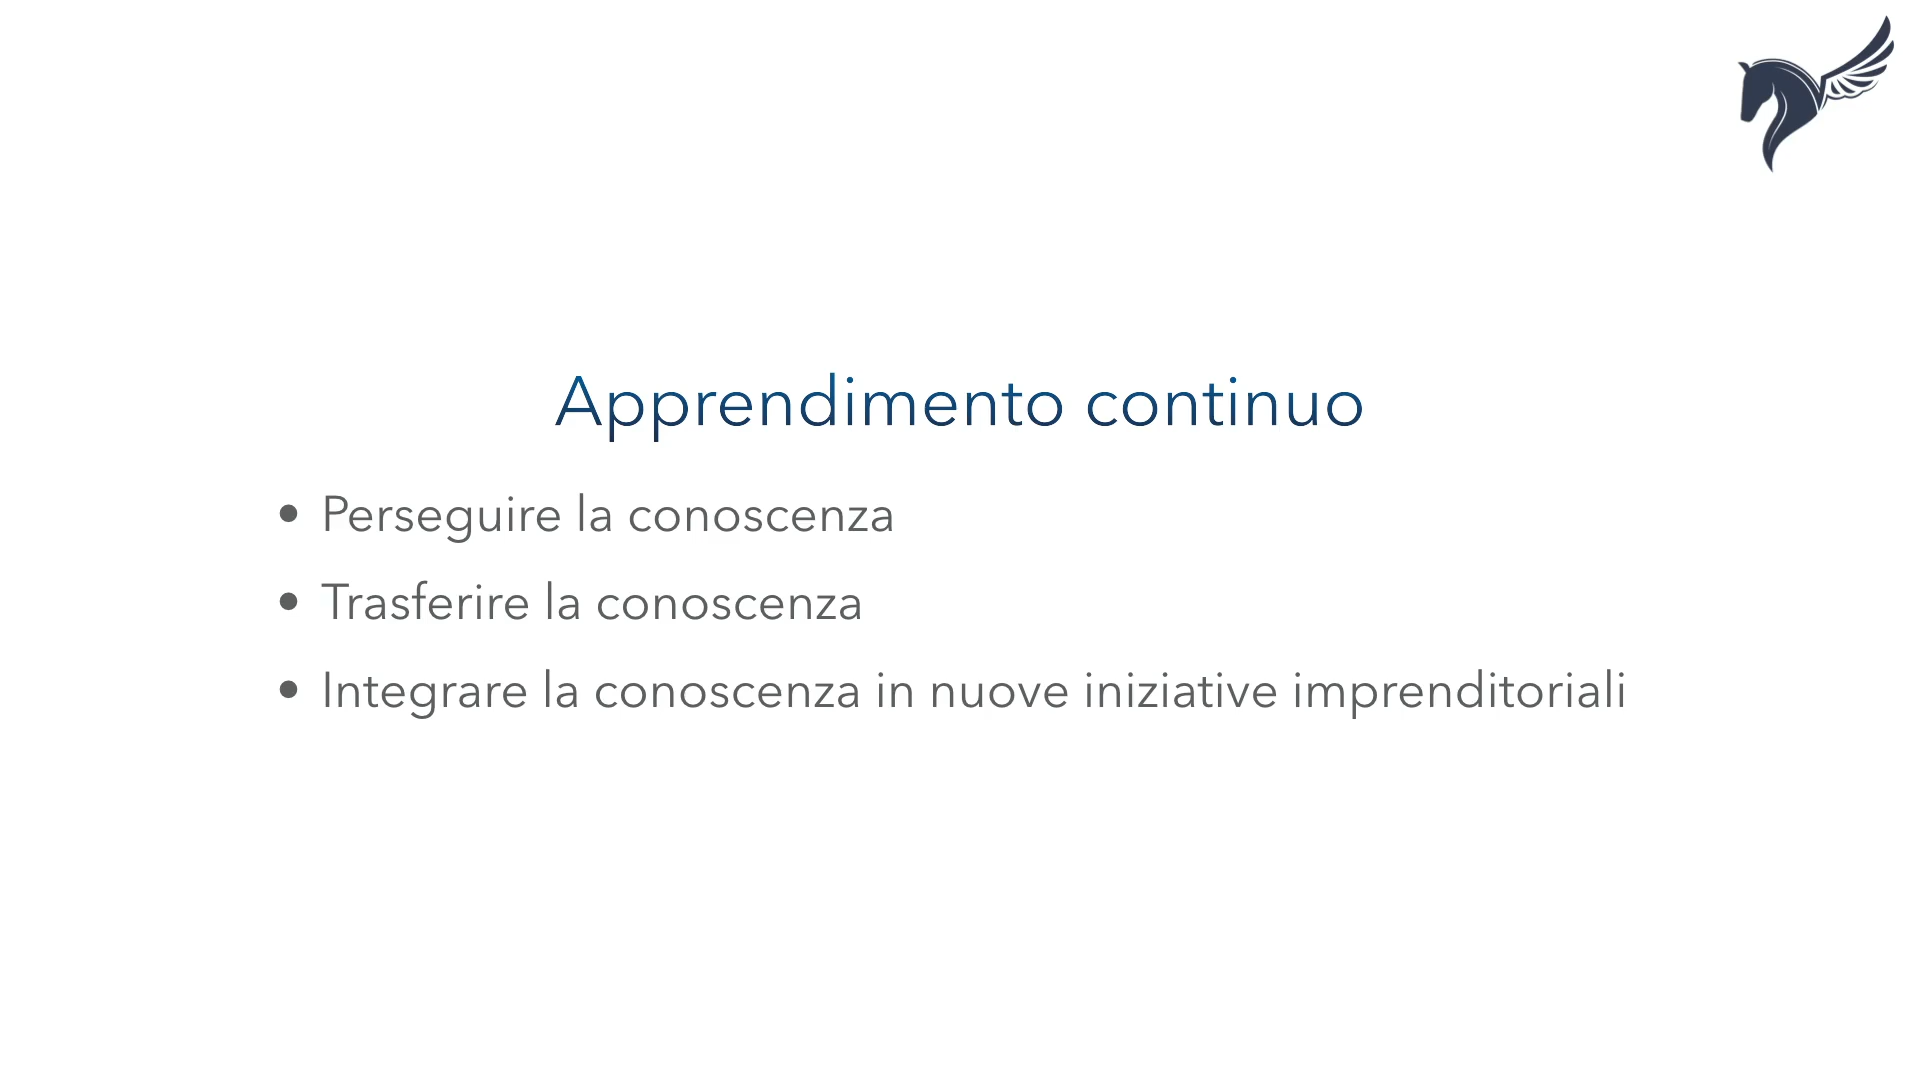 Apprendimento continuo
• Perseguire la conoscenza
• Trasferire la conoscenza
• Integrare la conoscenza in nuove iniziative imprenditoriali